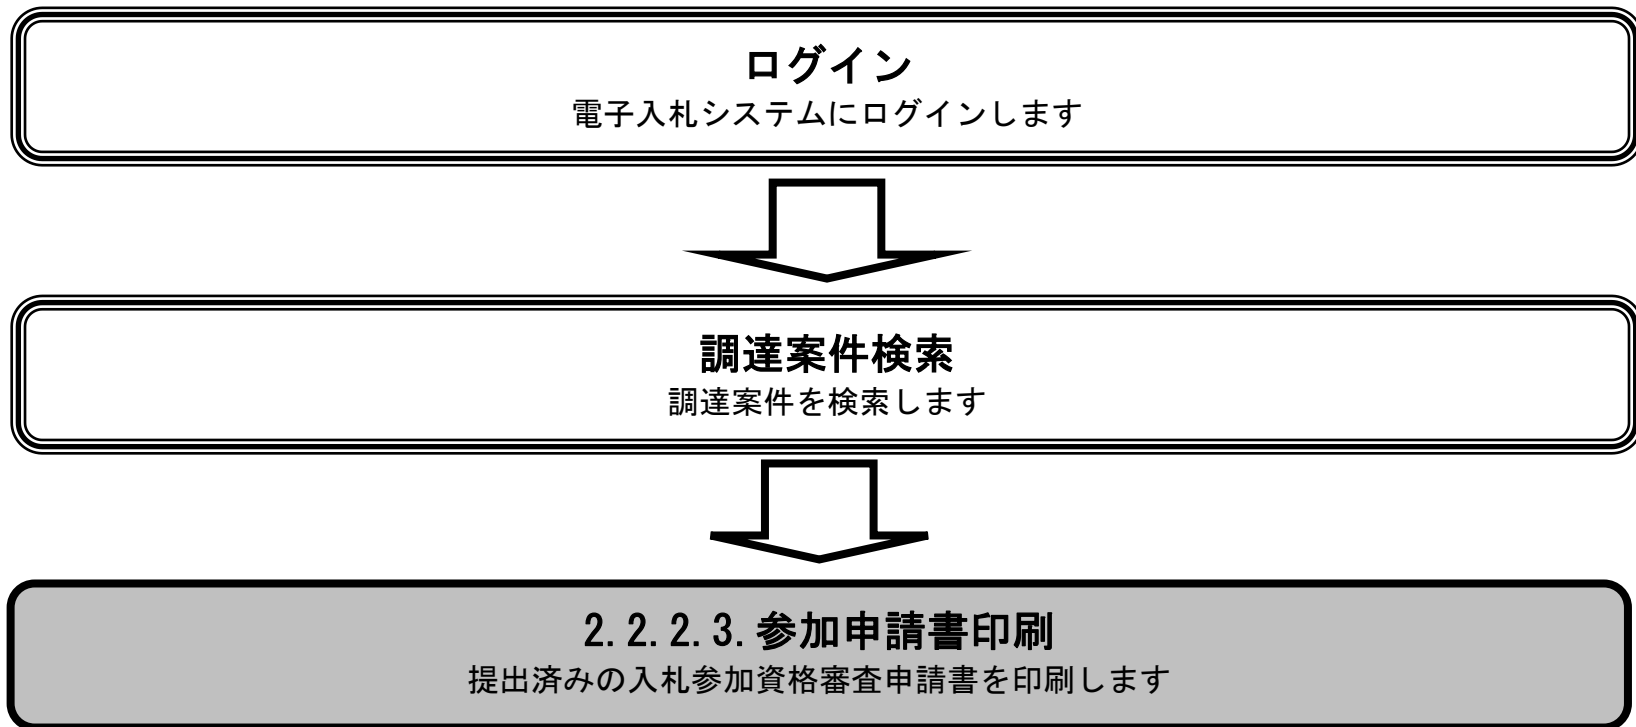 ログイン
電子入札システムにログインします
調達案件検索
調達案件を検索します
2.2.2.3.参加申請書印刷
提出済みの入札参加資格審査申請書を印刷します